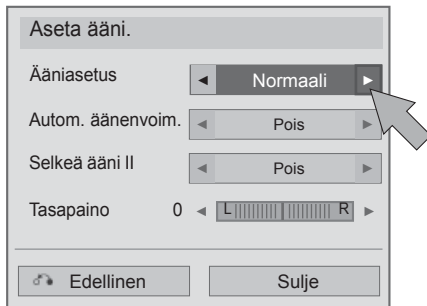 Aseta ääni.
Ääniasetus ◄ Normaali ►
Autom. äänenvoim. ◄ Pois ►
Selkeä ääni II ◄ Pois ►
Tasapaino 0 ◄ L R ►
Edellinen Sulje